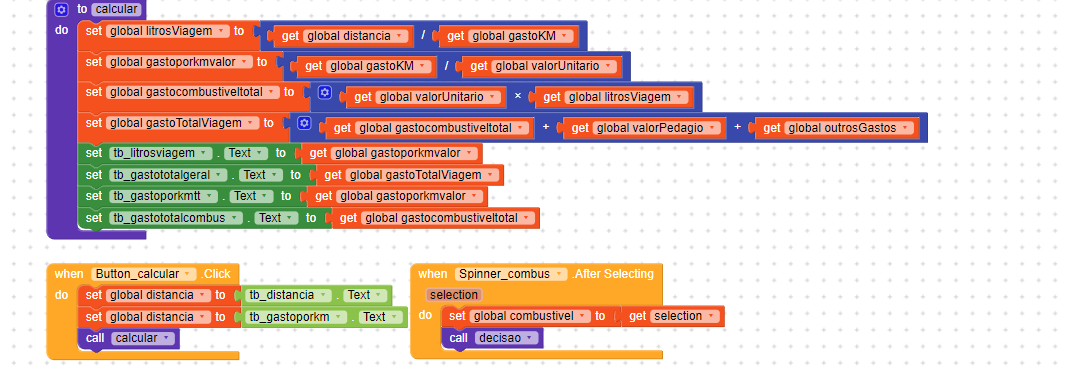 to calcular
do set global litrosViagem to get global distancia / get global gastoKM
set global gastoporkmvalor to get global gastoKM / get global valorUnitario
set global gastocombustiveltotal to get global valorUnitario × get global litrosViagem
set global gastoTotalViagem to get global gastocombustiveltotal + get global valorPedagio + get global outrosGastos
set tb_litrosviagem . Text to get global gastoporkmvalor
set tb_gastototalgeral . Text to get global gastoTotalViagem
set tb_gastoporkmtt . Text to get global gastoporkmvalor
set tb_gastototalcombus . Text to get global gastocombustiveltotal
when Button_calcular .Click
do set global distancia to tb_distancia . Text
set global distancia to tb_gastoporkm . Text
call calcular
when Spinner_combus .After Selecting
selection
do set global combustivel to get selection
call decisao